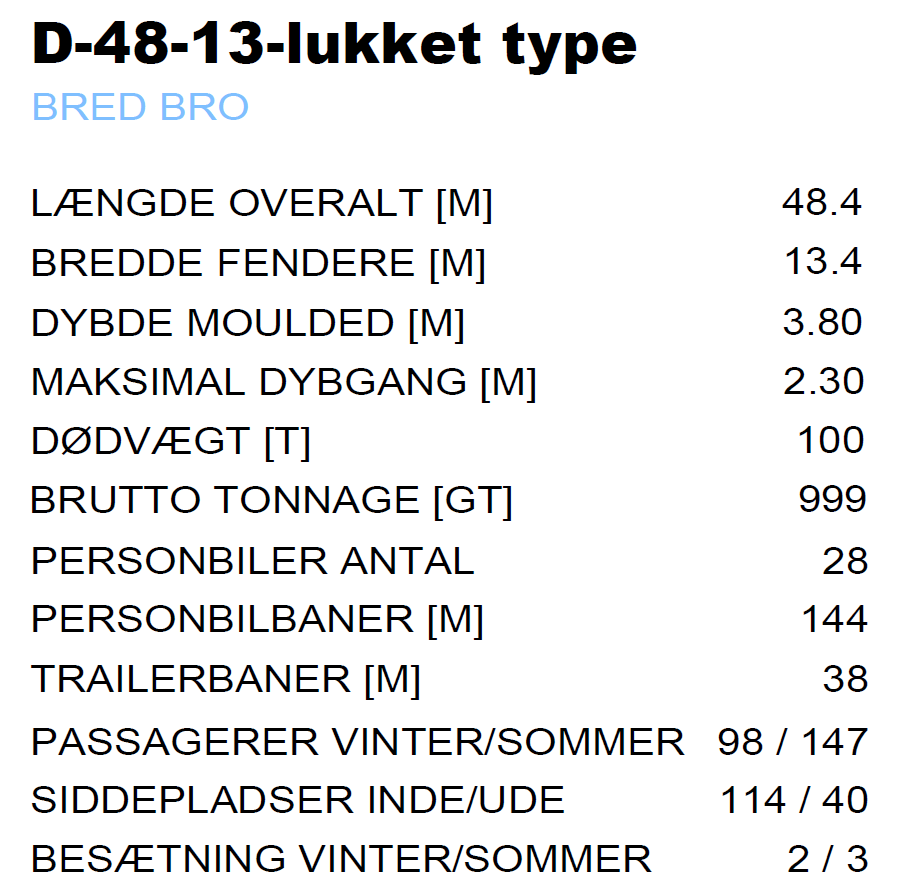 D-48-13-lukket type
BRED BRO
LÆNGDE OVERALT [M] 48.4
BREDDE FENDERE [M] 13.4
DYBDE MOULDED [M] 3.80
MAKSIMAL DYBGANG [M] 2.30
DØDVÆGT [T] 100
BRUTTO TONNAGE [GT] 999
PERSONBILER ANTAL 28
PERSONBILBANER [M] 144
TRAILERBANER [M] 38
PASSAGERER VINTER/SOMMER 98 / 147
SIDDEPLADSER INDE/UDE 114 / 40
BESÆTNING VINTER/SOMMER 2 / 3